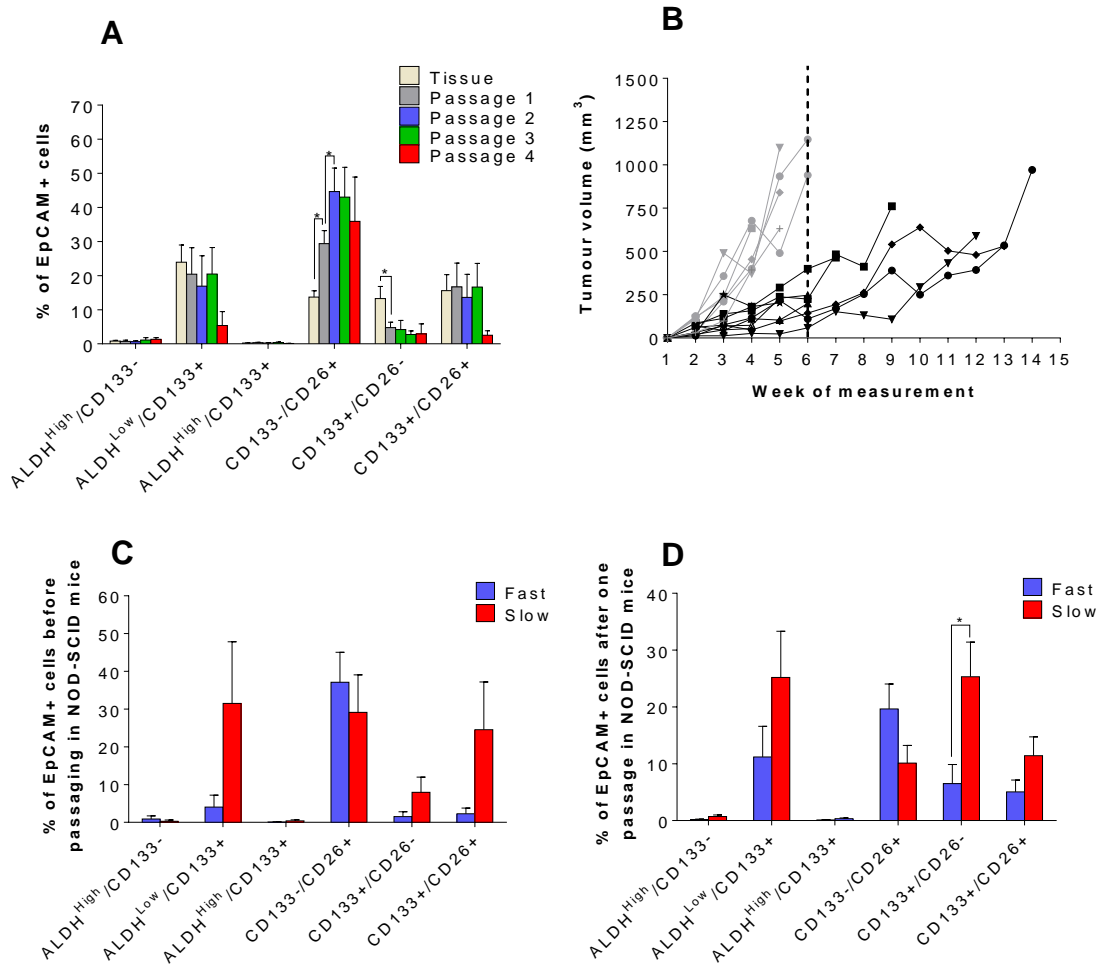 A
Tissue
Passage 1
Passage 2
Passage 3
Passage 4
% of EpCAM+ cells
70
60
50
40
30
20
10
0
*
*
*
ALDHHigh/CD133-
ALDHLow/CD133+
ALDHHigh/CD133+
CD133-/CD26+
CD133+/CD26-
CD133+/CD26+
B
Tumour volume (mm3)
1500
1250
1000
750
500
250
0
1 2 3 4 5 6 7 8 9 10 11 12 13 14 15
Week of measurement
C
Fast
Slow
% of EpCAM+ cells before
passaging in NOD-SCID mice
60
50
40
30
20
10
0
ALDHHigh/CD133-
ALDHLow/CD133+
ALDHHigh/CD133+
CD133-/CD26+
CD133+/CD26-
CD133+/CD26+
D
Fast
Slow
% of EpCAM+ cells after one
passage in NOD-SCID mice
40
30
20
10
0
*
ALDHHigh/CD133-
ALDHLow/CD133+
ALDHHigh/CD133+
CD133-/CD26+
CD133+/CD26-
CD133+/CD26+